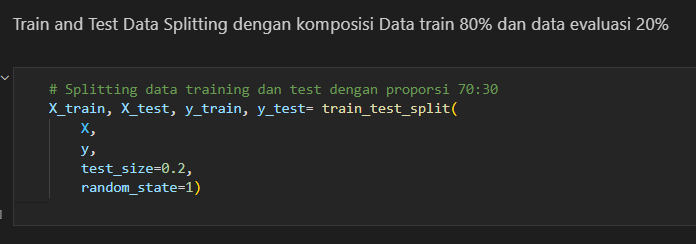 Train and Test Data Splitting dengan komposisi Data train 80% dan data evaluasi 20%
# Splitting data training dan test dengan proporsi 70:30
X_train, X_test, y_train, y_test= train_test_split(
X,
y,
test_size=0.2,
random_state=1)